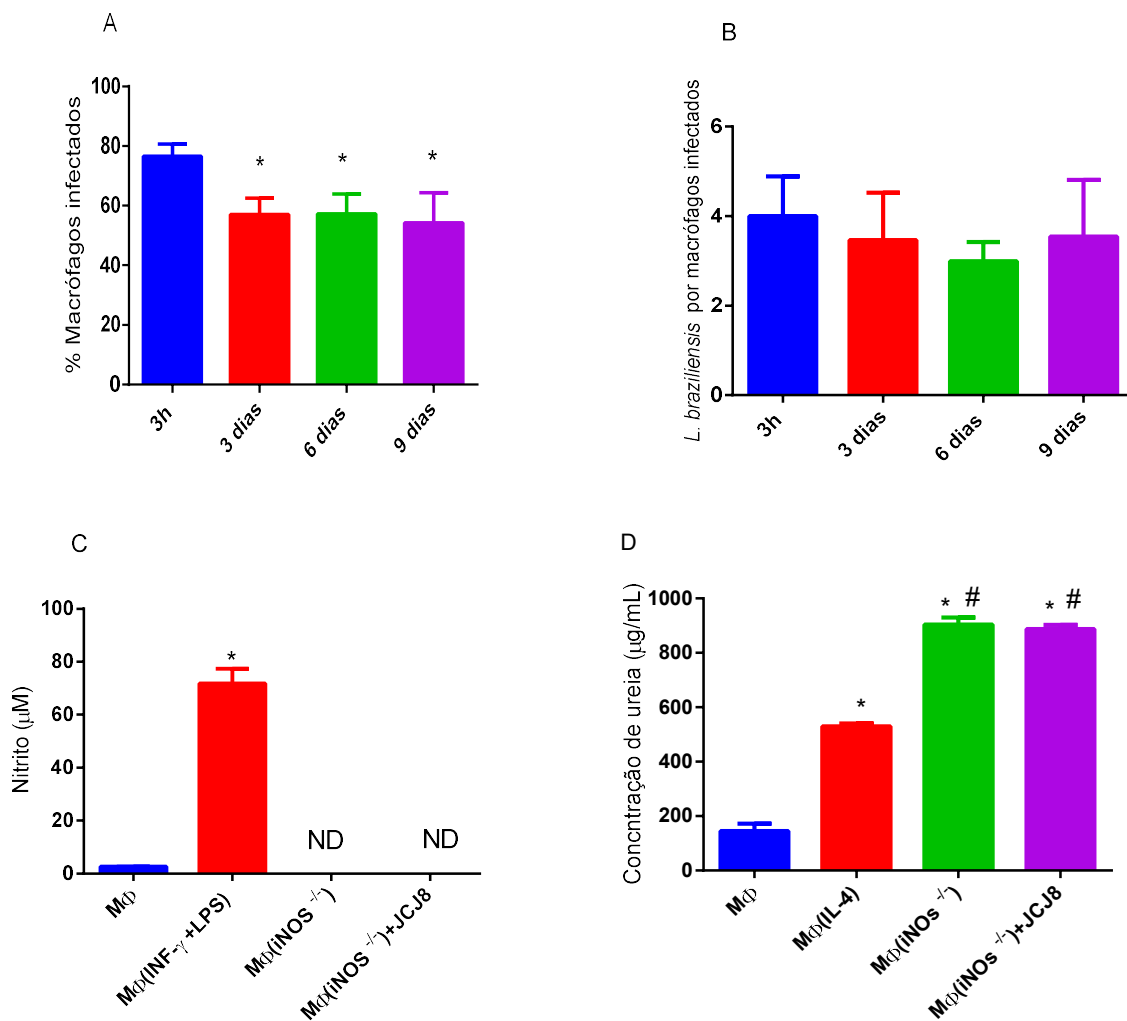 A
% Macrófagos infectados
100
80
60
40
20
0
*
*
*
3h
3 dias
6 dias
9 dias
B
L. braziliensis por macrófagos infectados
6
4
2
0
3h
3 dias
6 dias
9 dias
C
Nitrito (μM)
100
80
60
40
20
0
*
ND
ND
MΦ
MΦ(INF-γ+LPS)
MΦ(iNOS -/-)
MΦ(iNOS -/-)+JCJ8
D
Concntração de ureia (μg/mL)
1000
800
600
400
200
0
*
* #
* #
MΦ
MΦ(IL-4)
MΦ(iNOs -/-)
MΦ(iNOs -/-)+JCJ8